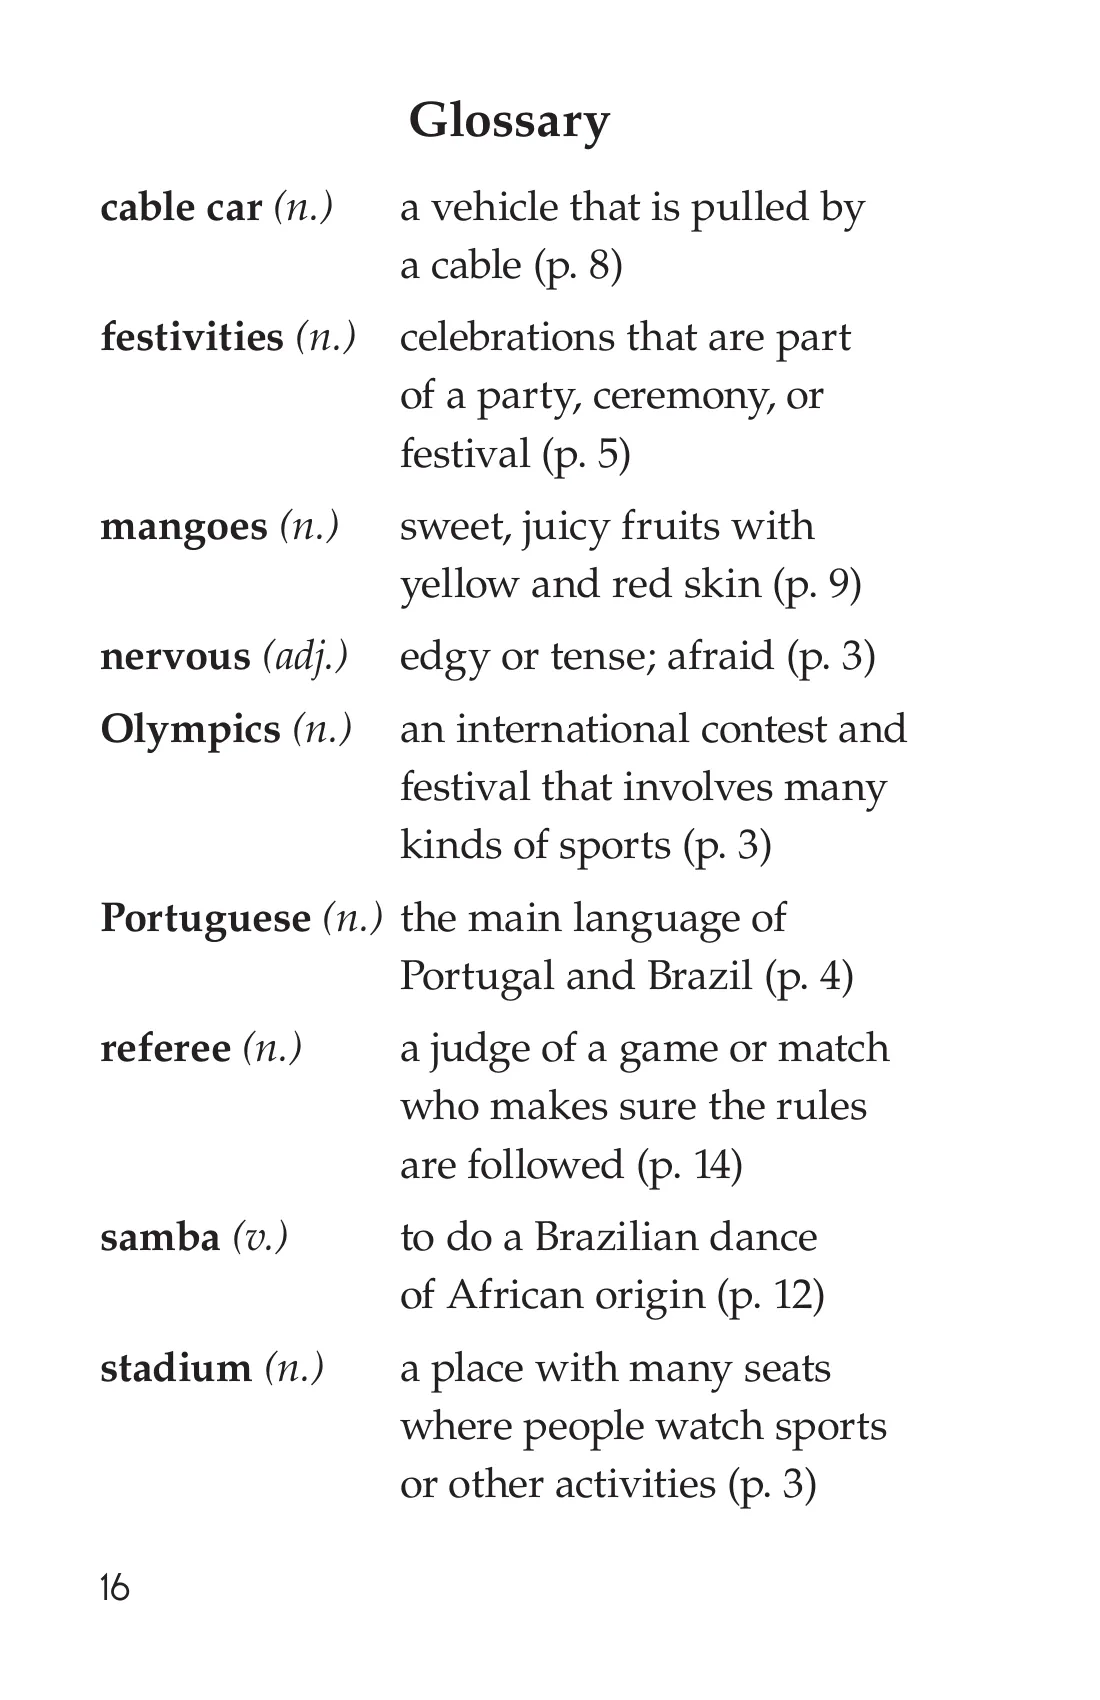 Glossary
cable car (n.) a vehicle that is pulled by
a cable (p. 8)
festivities (n.) celebrations that are part
of a party, ceremony, or
festival (p. 5)
mangoes (n.) sweet, juicy fruits with
yellow and red skin (p. 9)
nervous (adj.) edgy or tense; afraid (p. 3)
Olympics (n.) an international contest and
festival that involves many
kinds of sports (p. 3)
Portuguese (n.) the main language of
Portugal and Brazil (p. 4)
referee (n.) a judge of a game or match
who makes sure the rules
are followed (p. 14)
samba (v.) to do a Brazilian dance
of African origin (p. 12)
stadium (n.) a place with many seats
where people watch sports
or other activities (p. 3)
16